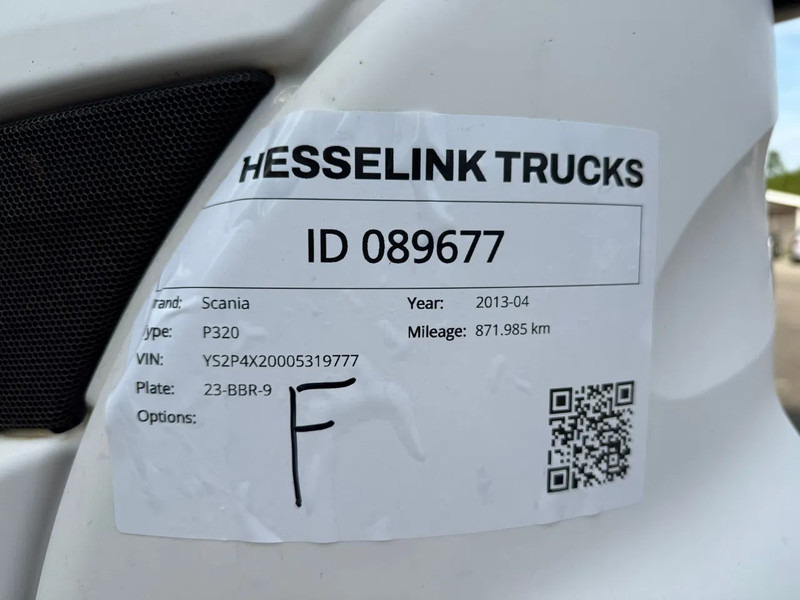 HESSELINK TRUCKS
ID 089677
rand: Scania Year: 2013-04
ype: P320 Mileage: 871.985 km
VIN: YS2P4X20005319777
Plate: 23-BBR-9
Options:
F